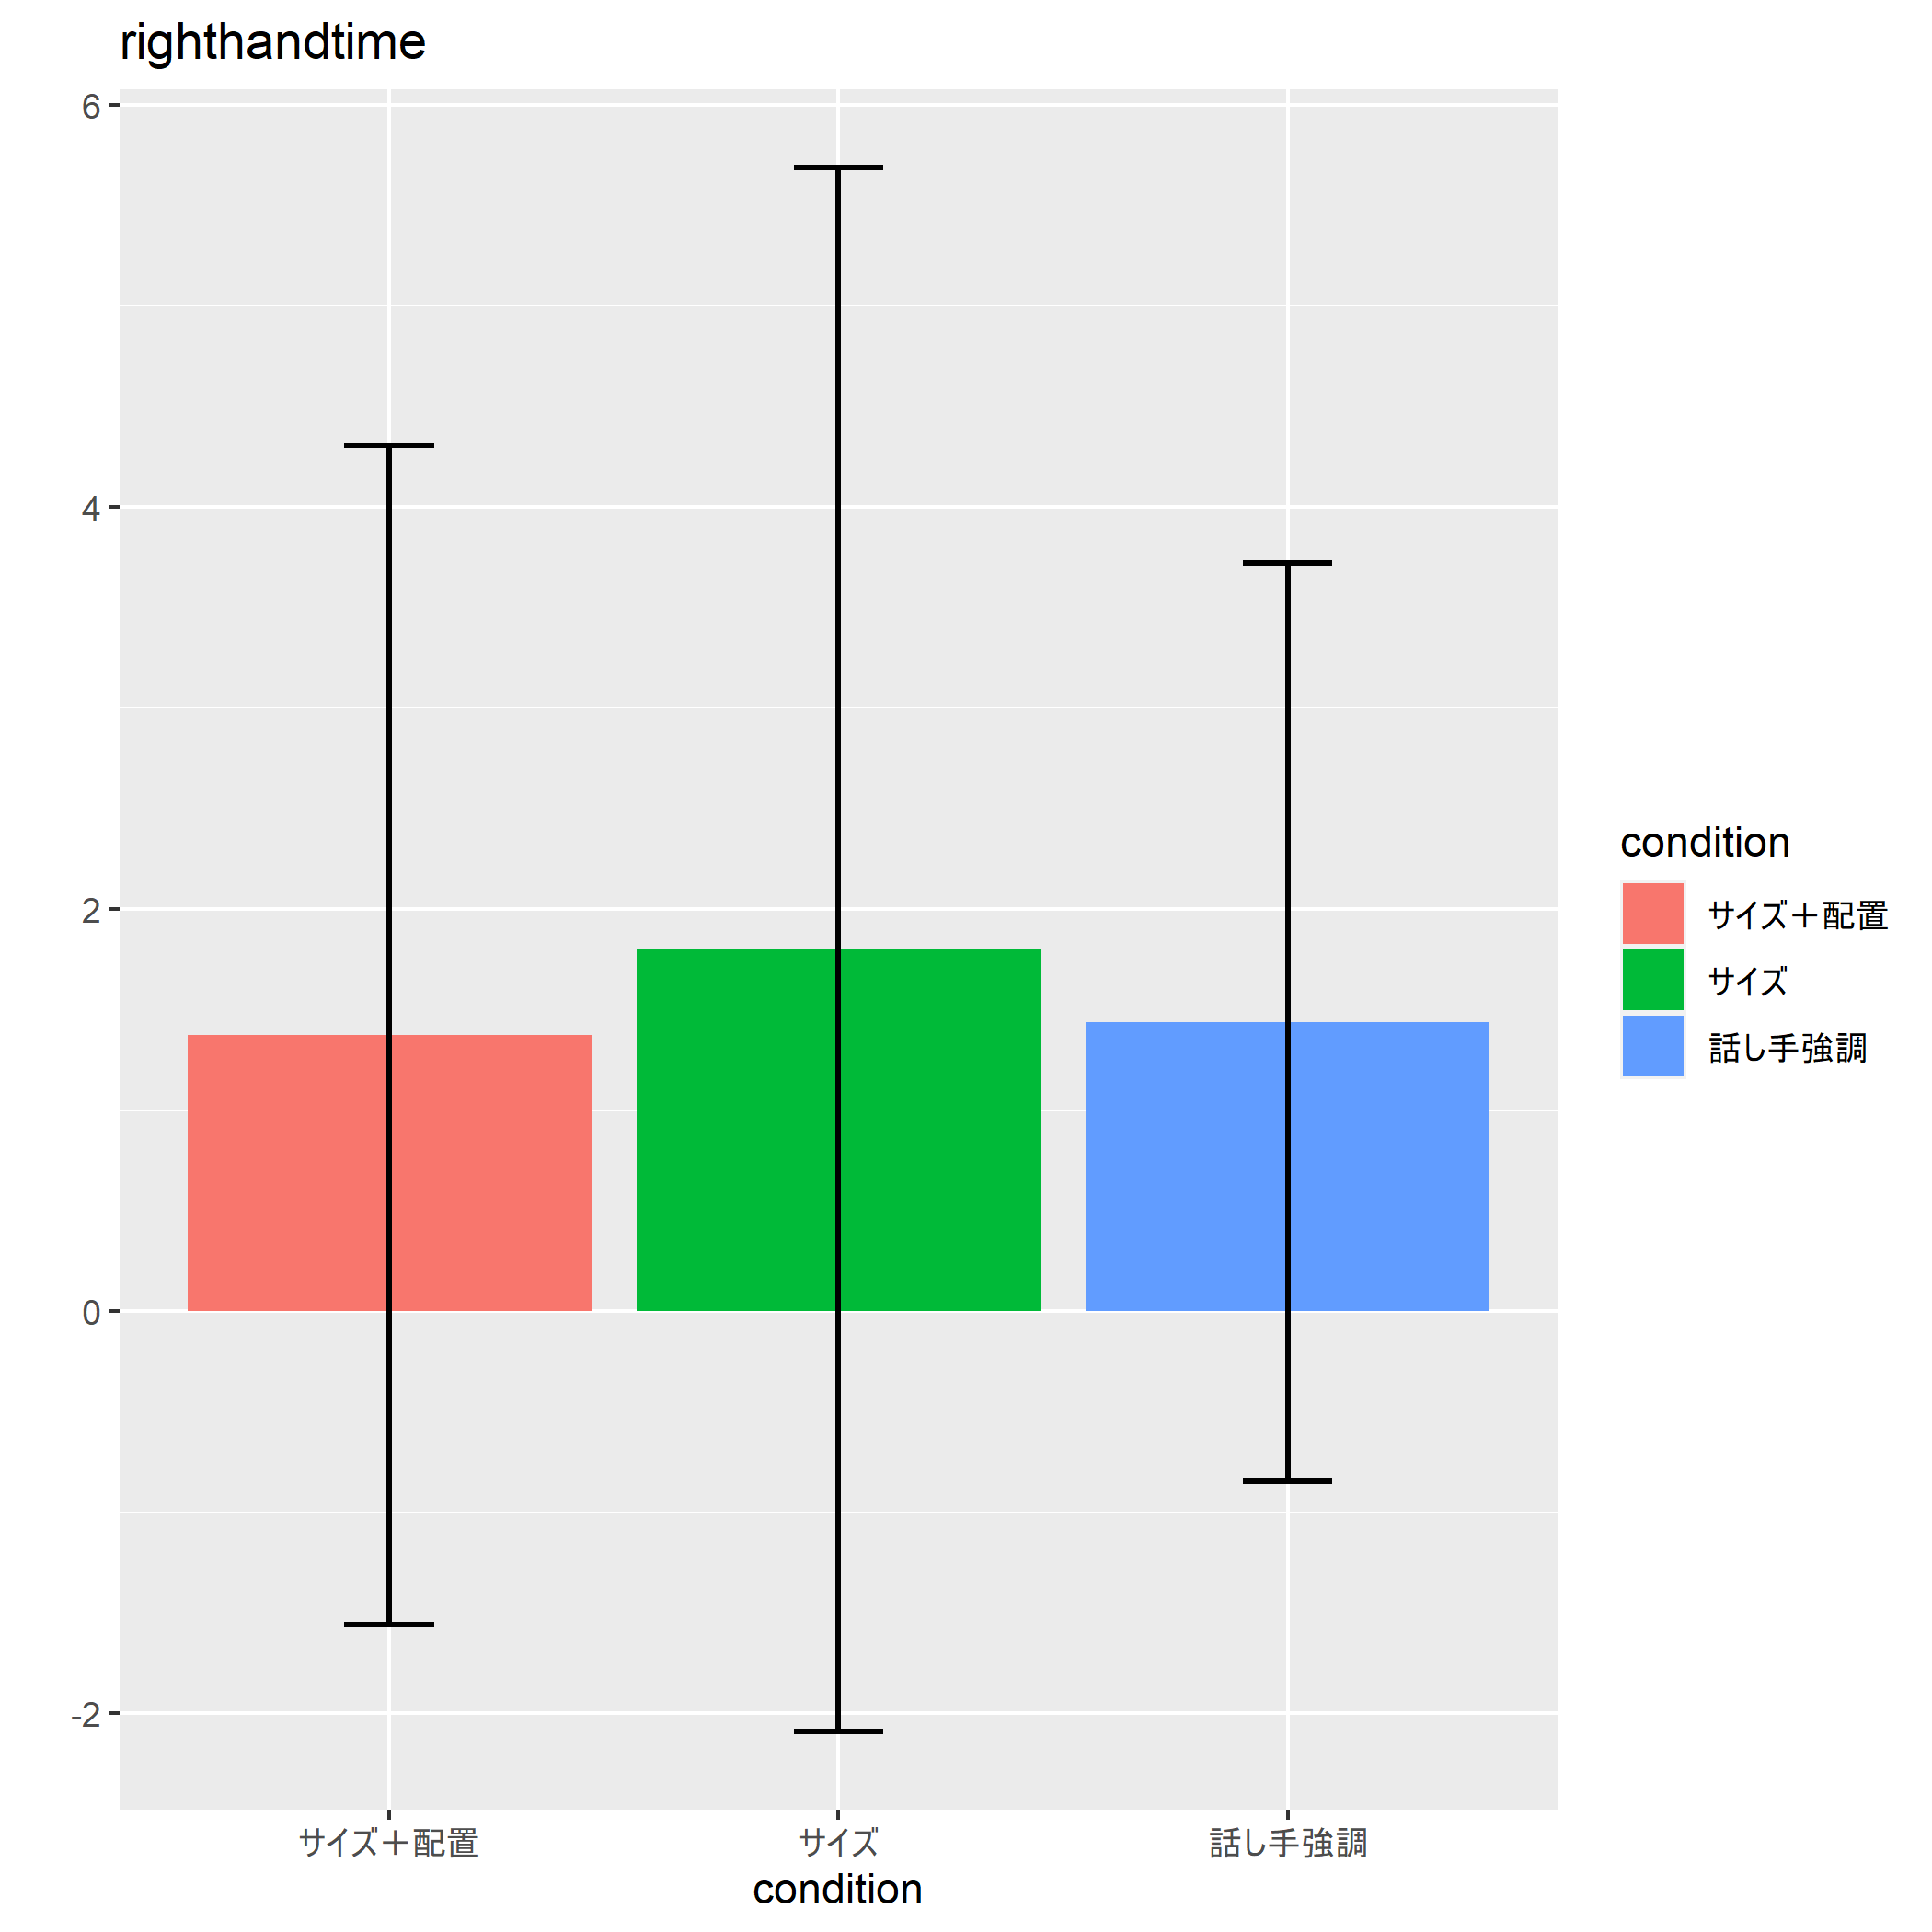 righthandtime
6
4
2
0
-2
サイズ＋配置
サイズ
話し手強調
condition
condition
サイズ＋配置
サイズ
話し手強調